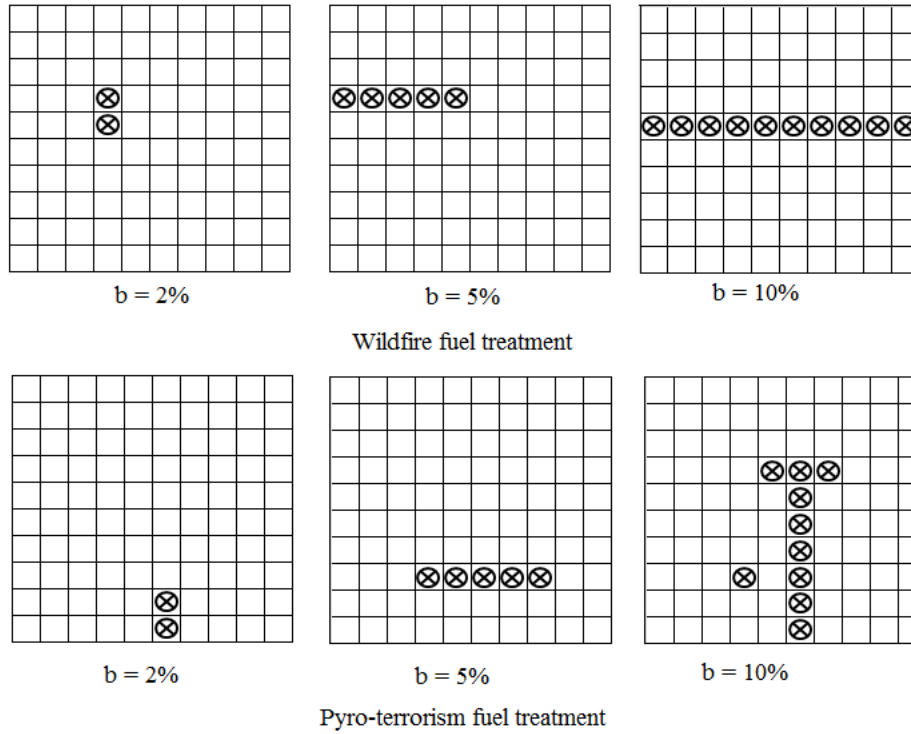 b = 2%
b = 5%
b = 10%
Wildfire fuel treatment
b = 2%
b = 5%
b = 10%
Pyro-terrorism fuel treatment